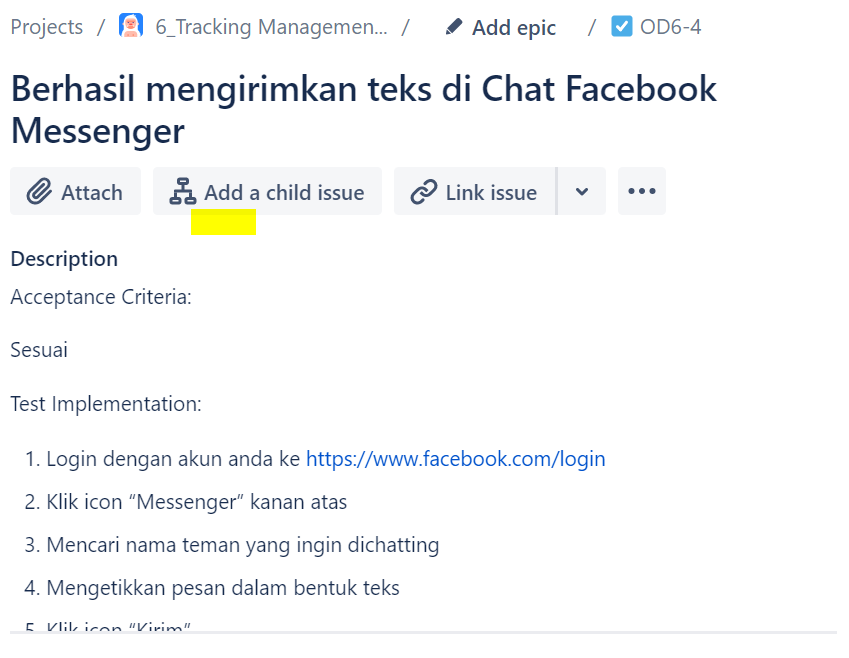 Projects / 6_Tracking Managemen... / Add epic / OD6-4
Berhasil mengirimkan teks di Chat Facebook
Messenger
Attach Add a child issue Link issue
Description
Acceptance Criteria:
Sesuai
Test Implementation:
1. Login dengan akun anda ke https://www.facebook.com/login
2. Klik icon “Messenger” kanan atas
3. Mencari nama teman yang ingin dichatting
4. Mengetikkan pesan dalam bentuk teks
5. Klik icon “Kirim”